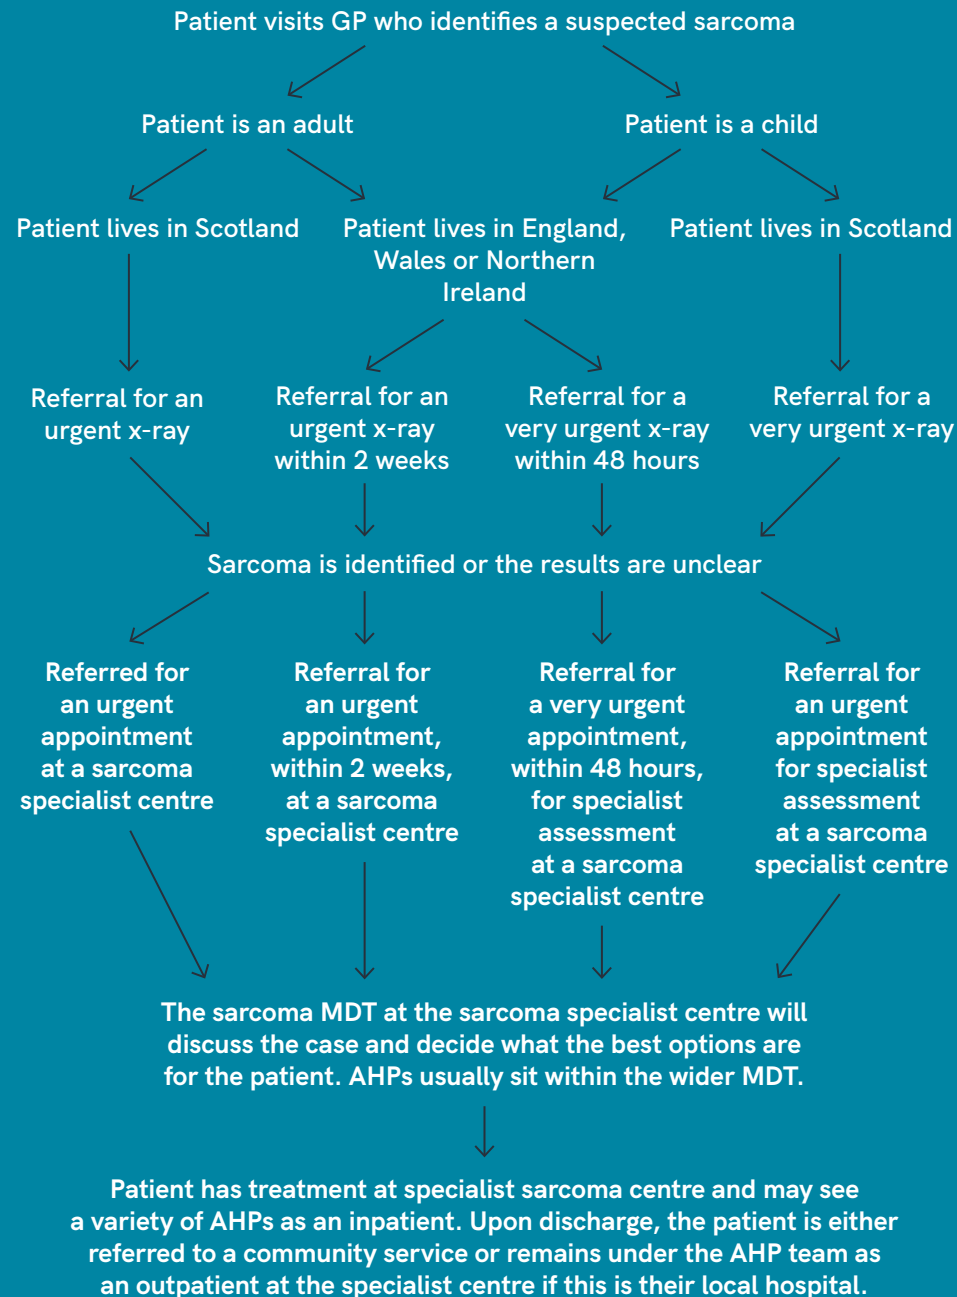 Patient visits GP who identifies a suspected sarcoma
Patient is an adult
Patient is a child
Patient lives in Scotland
Patient lives in England,
Wales or Northern
Ireland
Patient lives in Scotland
Referral for an
urgent x-ray
Referral for an
urgent x-ray
within 2 weeks
Referral for a
very urgent x-ray
within 48 hours
Referral for a
very urgent x-ray
Sarcoma is identified or the results are unclear
Referred for
an urgent
appointment
at a sarcoma
specialist centre
Referral for
an urgent
appointment,
within 2 weeks,
at a sarcoma
specialist centre
Referral for
a very urgent
appointment,
within 48 hours,
for specialist
assessment
at a sarcoma
specialist centre
Referral for
an urgent
appointment
for specialist
assessment
at a sarcoma
specialist centre
The sarcoma MDT at the sarcoma specialist centre will
discuss the case and decide what the best options are
for the patient. AHPs usually sit within the wider MDT.
Patient has treatment at specialist sarcoma centre and may see
a variety of AHPs as an inpatient. Upon discharge, the patient is either
referred to a community service or remains under the AHP team as
an outpatient at the specialist centre if this is their local hospital.